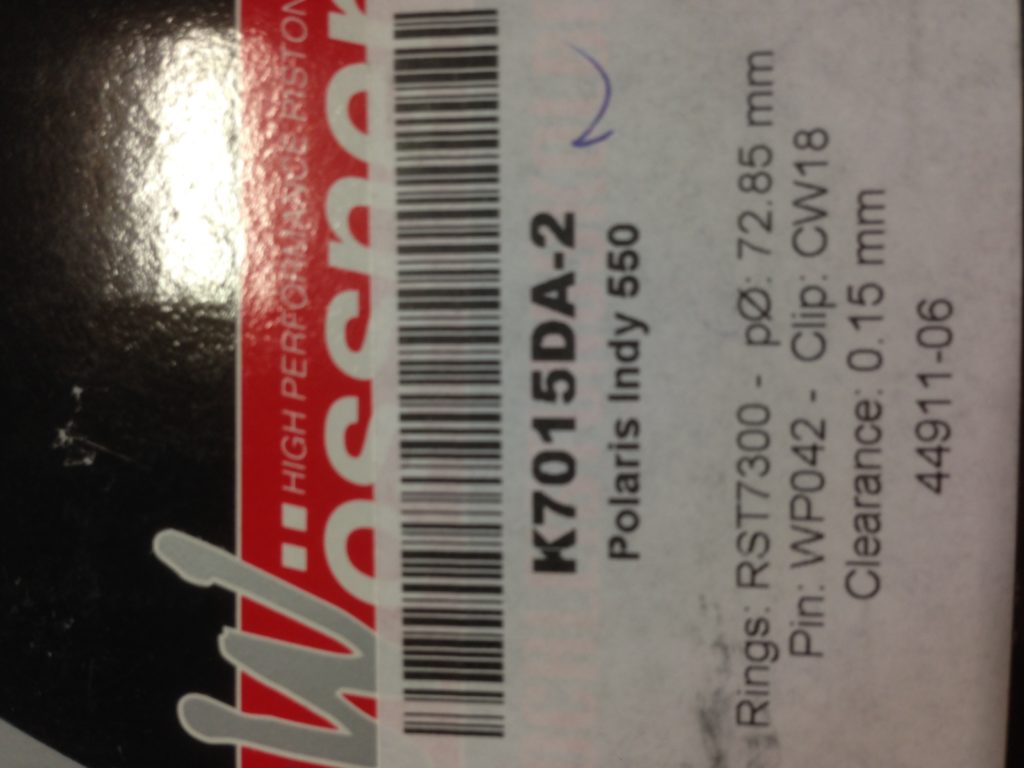 HIGH PERFORMANCE PISTON
Wössner
K7015DA-2
Polaris Indy 550
Rings: RST7300 - pØ: 72.85 mm
Pin: WP042 - Clip: CW18
Clearance: 0.15 mm
44911-06